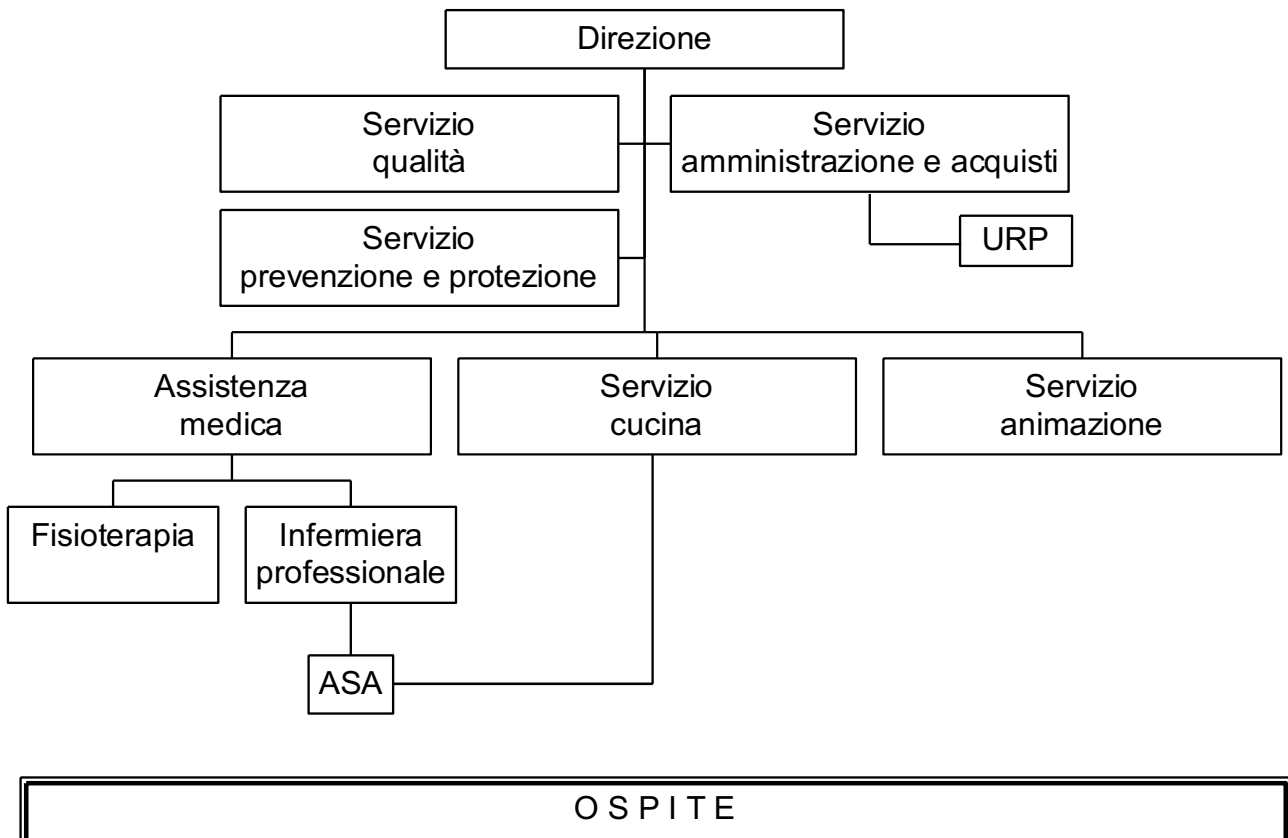 Direzione
Servizio
qualità
Servizio
amministrazione e acquisti
Servizio
prevenzione e protezione
URP
Assistenza
medica
Servizio
cucina
Servizio
animazione
Fisioterapia
Infermiera
professionale
ASA
O S P I T E